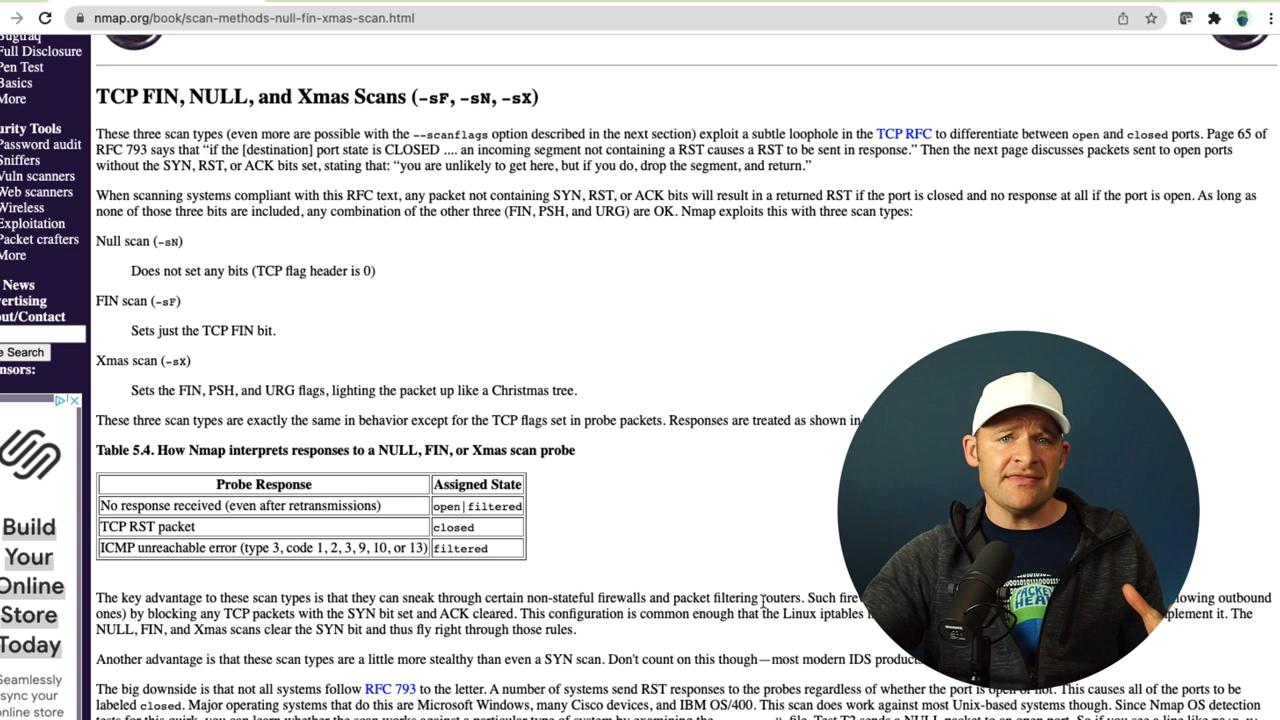 nmap.org/book/scan-methods-null-fin-xmas-scan.html
Bugtraq
Full Disclosure
Pen Test
Basics
More
urity Tools
Password audit
Sniffers
Vuln scanners
Web scanners
Wireless
Exploitation
Packet crafters
More
News
vertising
out/Contact
e Search
nsors:
Build
Your
Online
Store
Today
Seamlessly
sync your
online store
TCP FIN, NULL, and Xmas Scans (-sF, -sN, -sX)
These three scan types (even more are possible with the --scanflags option described in the next section) exploit a subtle loophole in the TCP RFC to differentiate between open and closed ports. Page 65 of
RFC 793 says that “if the [destination] port state is CLOSED .... an incoming segment not containing a RST causes a RST to be sent in response.” Then the next page discusses packets sent to open ports
without the SYN, RST, or ACK bits set, stating that: “you are unlikely to get here, but if you do, drop the segment, and return.”
When scanning systems compliant with this RFC text, any packet not containing SYN, RST, or ACK bits will result in a returned RST if the port is closed and no response at all if the port is open. As long as
none of those three bits are included, any combination of the other three (FIN, PSH, and URG) are OK. Nmap exploits this with three scan types:
Null scan (-sN)
Does not set any bits (TCP flag header is 0)
FIN scan (-sF)
Sets just the TCP FIN bit.
Xmas scan (-sX)
Sets the FIN, PSH, and URG flags, lighting the packet up like a Christmas tree.
These three scan types are exactly the same in behavior except for the TCP flags set in probe packets. Responses are treated as shown in
Table 5.4. How Nmap interprets responses to a NULL, FIN, or Xmas scan probe
Probe Response Assigned State
No response received (even after retransmissions) open|filtered
TCP RST packet closed
ICMP unreachable error (type 3, code 1, 2, 3, 9, 10, or 13) filtered
The key advantage to these scan types is that they can sneak through certain non-stateful firewalls and packet filtering routers. Such fire lowing outbound
ones) by blocking any TCP packets with the SYN bit set and ACK cleared. This configuration is common enough that the Linux iptables plement it. The
NULL, FIN, and Xmas scans clear the SYN bit and thus fly right through those rules.
Another advantage is that these scan types are a little more stealthy than even a SYN scan. Don't count on this though—most modern IDS product
The big downside is that not all systems follow RFC 793 to the letter. A number of systems send RST responses to the probes regardless of whether the port is open or not. This causes all of the ports to be
labeled closed. Major operating systems that do this are Microsoft Windows, many Cisco devices, and IBM OS/400. This scan does work against most Unix-based systems though. Since Nmap OS detection
PACKET
HEA